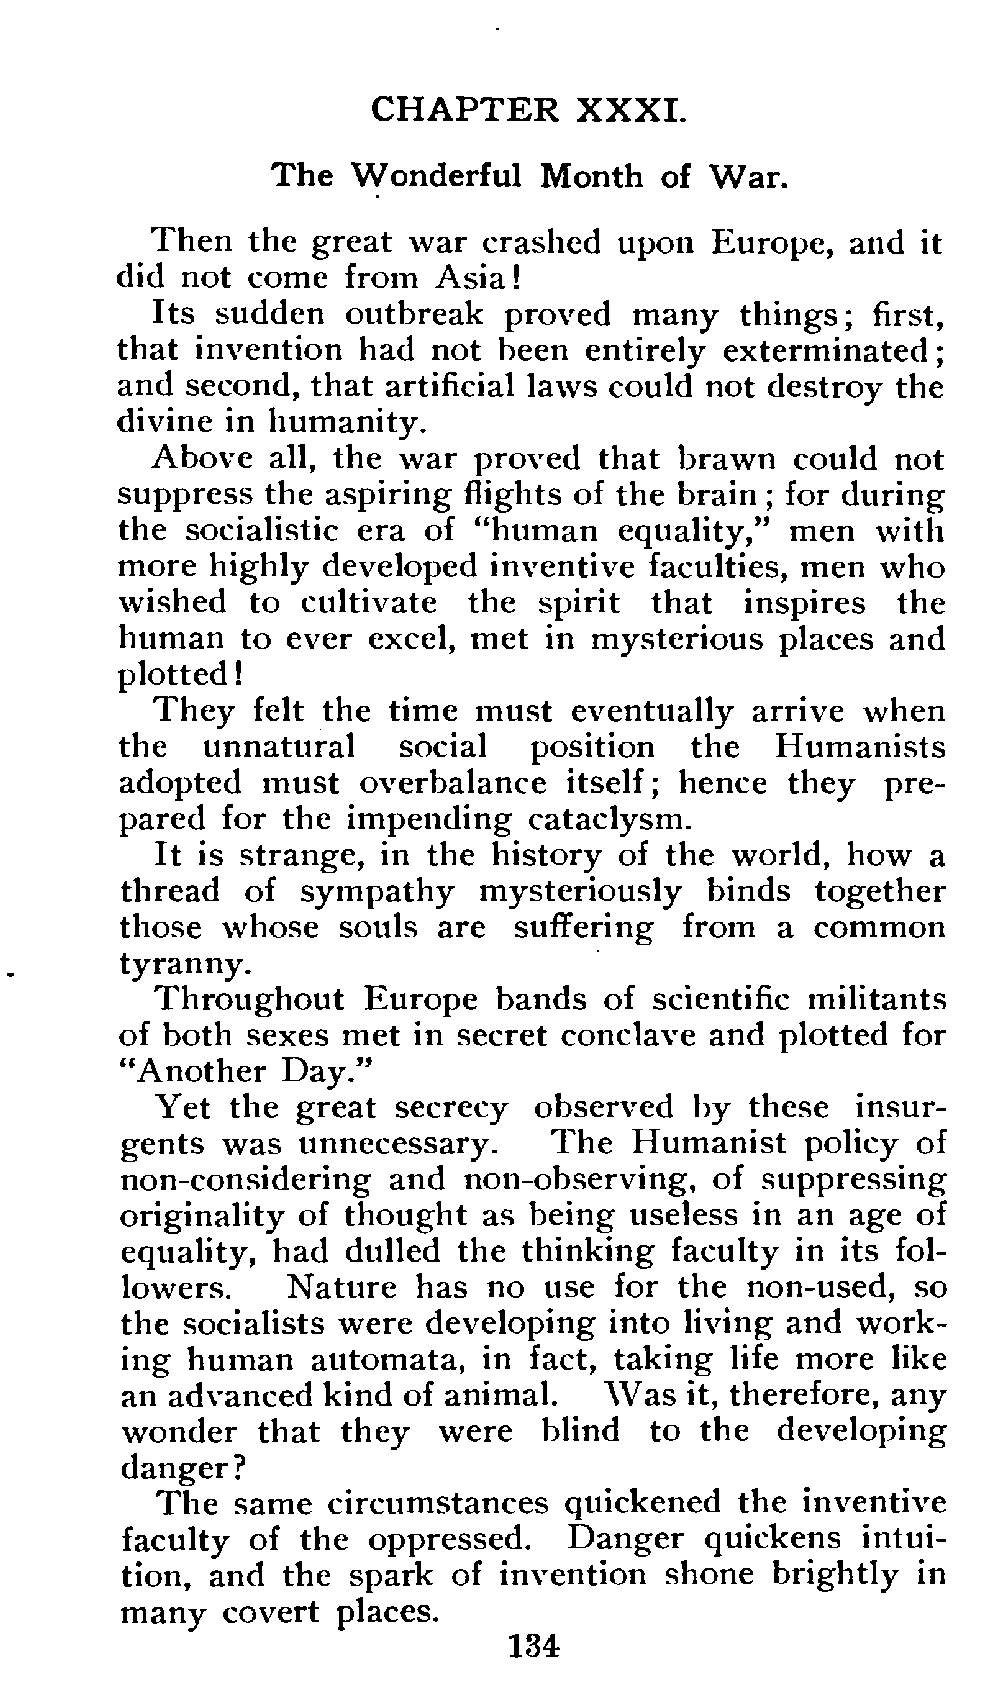 CHAPTER XXXI.
The Wonderful Month of War.
Then the great war crashed upon Europe, and it
did not come from Asia!
Its sudden outbreak proved many things; first,
that invention had not been entirely exterminated;
and second, that artificial laws could not destroy the
divine in humanity.
Above all, the war proved that brawn could not
suppress the aspiring flights of the brain; for during
the socialistic era of “human equality,” men with
more highly developed inventive faculties, men who
wished to cultivate the spirit that inspires the
human to ever excel, met in mysterious places and
plotted!
They felt the time must eventually arrive when
the unnatural social position the Humanists
adopted must overbalance itself; hence they pre-
pared for the impending cataclysm.
It is strange, in the history of the world, how a
thread of sympathy mysteriously binds together
those whose souls are suffering from a common
tyranny.
Throughout Europe bands of scientific militants
of both sexes met in secret conclave and plotted for
“Another Day.”
Yet the great secrecy observed by these insur-
gents was unnecessary. The Humanist policy of
non-considering and non-observing, of suppressing
originality of thought as being useless in an age of
equality, had dulled the thinking faculty in its fol-
lowers. Nature has no use for the non-used, so
the socialists were developing into living and work-
ing human automata, in fact, taking life more like
an advanced kind of animal. Was it, therefore, any
wonder that they were blind to the developing
danger?
The same circumstances quickened the inventive
faculty of the oppressed. Danger quickens intui-
tion, and the spark of invention shone brightly in
many covert places.
134